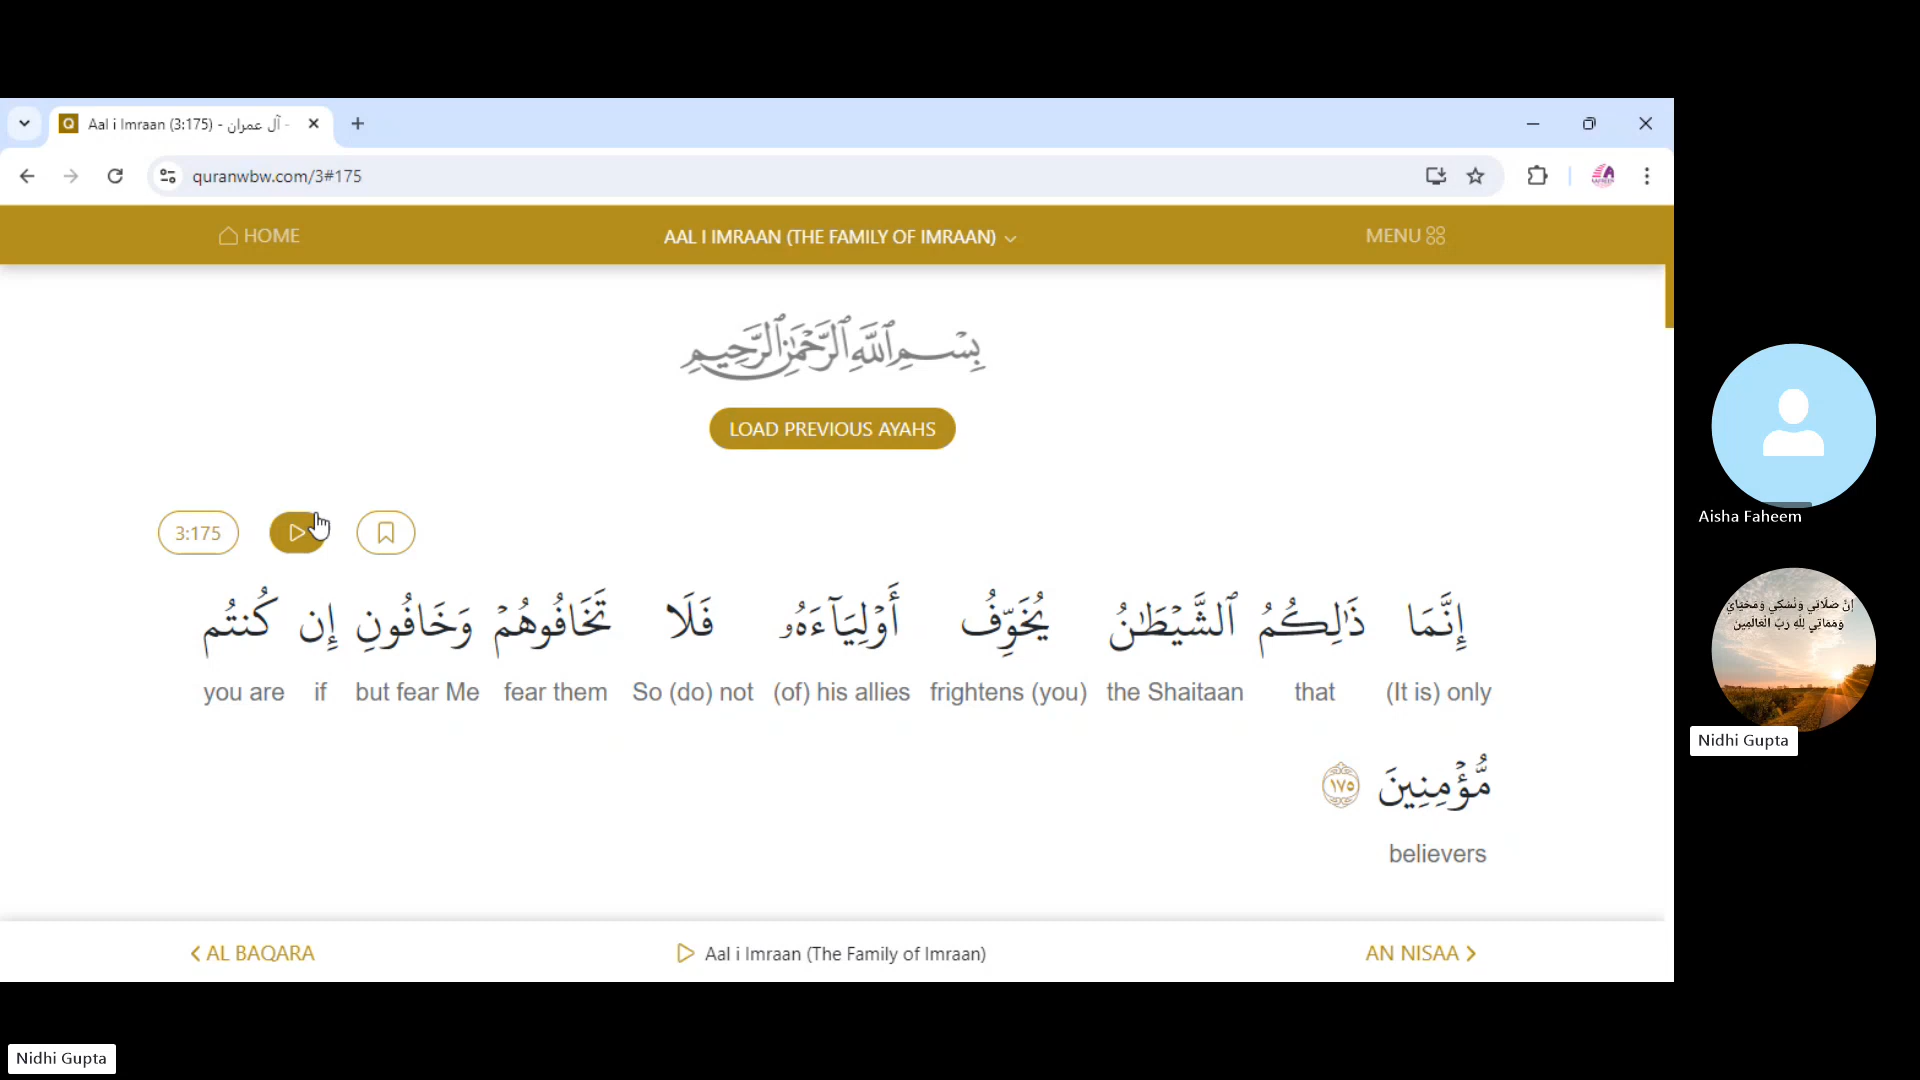 Aal i Imraan (3:175) - آل عمران -
quranwbw.com/3#175
HOME
AAL I IMRAAN (THE FAMILY OF IMRAAN)
MENU
بِسْمِ ٱللَّهِ ٱلرَّحْمَٰنِ ٱلرَّحِيمِ
LOAD PREVIOUS AYAHS
3:175
إِنَّمَا ذَٰلِكُمُ ٱلشَّيْطَٰنُ يُخَوِّفُ أَوْلِيَآءَهُۥ فَلَا تَخَافُوهُمْ وَخَافُونِ إِن كُنتُم
you are if but fear Me fear them So (do) not (of) his allies frightens (you) the Shaitaan that (It is) only
مُّؤْمِنِينَ ١٧٥
believers
AL BAQARA
Aal i Imraan (The Family of Imraan)
AN NISAA
Aisha Faheem
إِنَّ صَلَاتِي وَنُسُكِي وَمَحْيَايَ
وَمَمَاتِي لِلَّهِ رَبِّ الْعَالَمِينَ
Nidhi Gupta
Nidhi Gupta